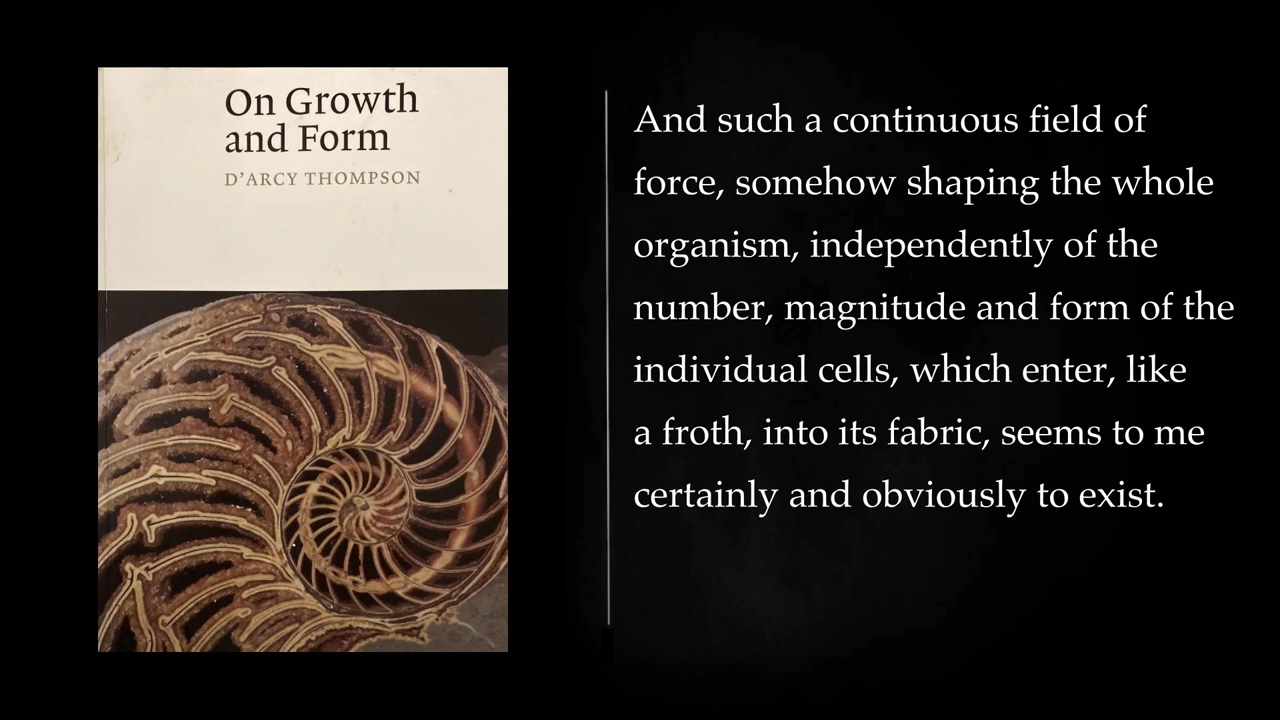 On Growth
and Form
D'ARCY THOMPSON
And such a continuous field of
force, somehow shaping the whole
organism, independently of the
number, magnitude and form of the
individual cells, which enter, like
a froth, into its fabric, seems to me
certainly and obviously to exist.